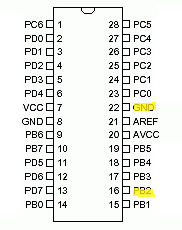 PC6 1 28 PC5
PD0 2 27 PC4
PD1 3 26 PC3
PD2 4 25 PC2
PD3 5 24 PC1
PD4 6 23 PC0
VCC 7 22 GND
GND 8 21 AREF
PB6 9 20 AVCC
PB7 10 19 PB5
PD5 11 18 PB4
PD6 12 17 PB3
PD7 13 16 PB2
PB0 14 15 PB1